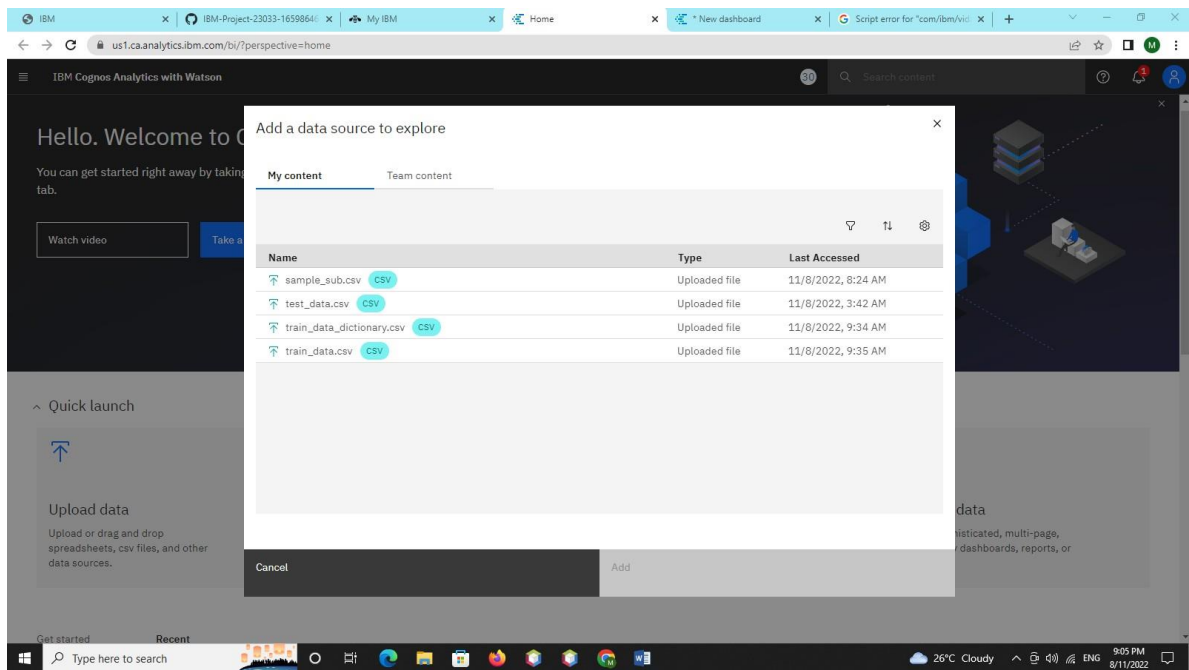 IBM
IBM-Project-23033-1659864
My IBM
Home
* New dashboard
Script error for "com/ibm/vid
us1.ca.analytics.ibm.com/bi/?perspective=home
M
IBM Cognos Analytics with Watson
30
Search content
1
Hello. Welcome to C
You can get started right away by taking
tab.
Watch video
Take a
Add a data source to explore
My content Team content
Name Type Last Accessed
sample_sub.csv CSV Uploaded file 11/8/2022, 8:24 AM
test_data.csv CSV Uploaded file 11/8/2022, 3:42 AM
train_data_dictionary.csv CSV Uploaded file 11/8/2022, 9:34 AM
train_data.csv CSV Uploaded file 11/8/2022, 9:35 AM
Cancel Add
Quick launch
Upload data
Upload or drag and drop
spreadsheets, csv files, and other
data sources.
data
histicated, multi-page,
dashboards, reports, or
Get started Recent
Type here to search
26°C Cloudy
ENG
9:05 PM
8/11/2022